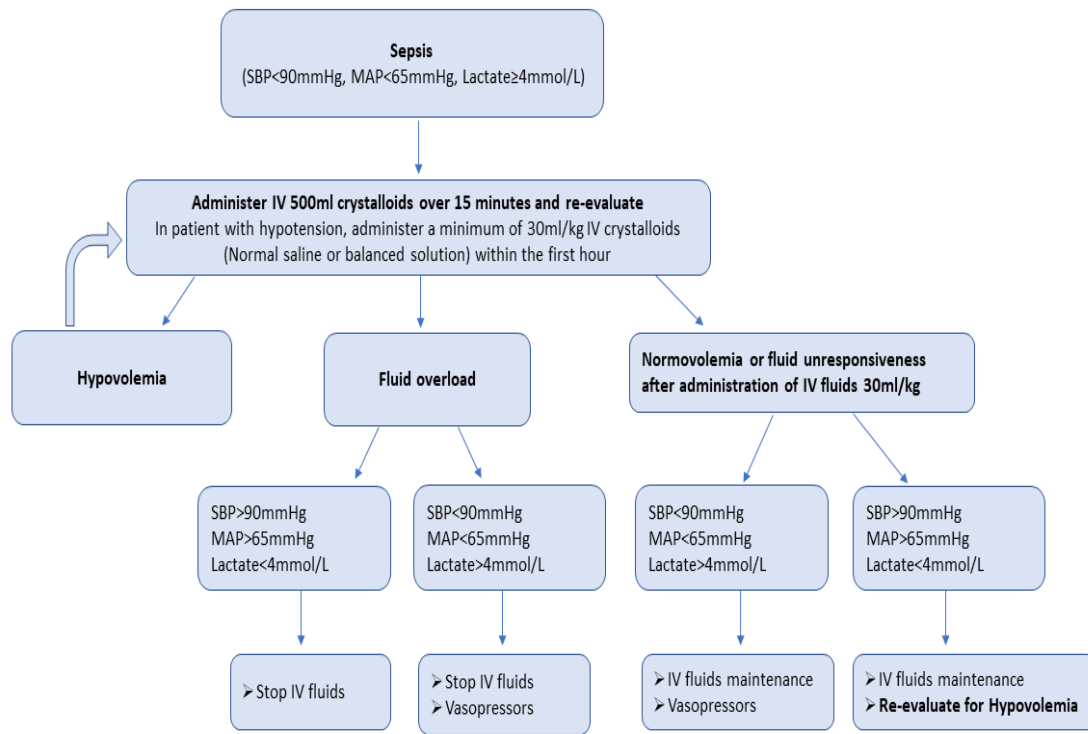 Sepsis
(SBP<90mmHg, MAP<65mmHg, Lactate≥4mmol/L)
Administer IV 500ml crystalloids over 15 minutes and re-evaluate
In patient with hypotension, administer a minimum of 30ml/kg IV crystalloids
(Normal saline or balanced solution) within the first hour
Hypovolemia
Fluid overload
Normovolemia or fluid unresponsiveness
after administration of IV fluids 30ml/kg
SBP>90mmHg
MAP>65mmHg
Lactate<4mmol/L
SBP<90mmHg
MAP<65mmHg
Lactate>4mmol/L
SBP<90mmHg
MAP<65mmHg
Lactate>4mmol/L
SBP>90mmHg
MAP>65mmHg
Lactate<4mmol/L
➢ Stop IV fluids
➢ Stop IV fluids
➢ Vasopressors
➢ IV fluids maintenance
➢ Vasopressors
➢ IV fluids maintenance
➢ Re-evaluate for Hypovolemia